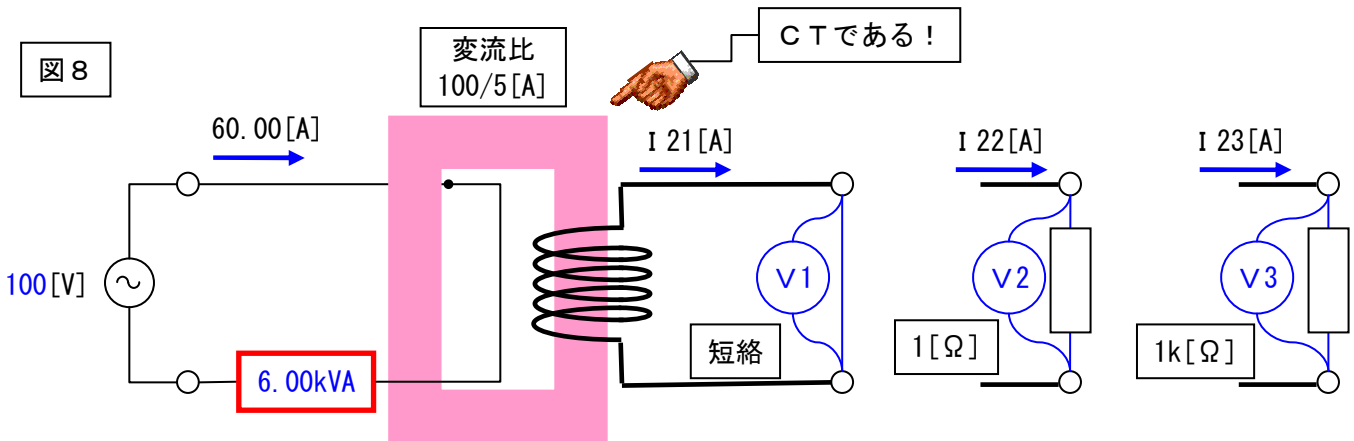 図８
変流比
100/5[A]
ＣＴである！
60.00[A]
I 21[A]
I 22[A]
I 23[A]
100[V]
6.00kVA
V1
短絡
V2
1[Ω]
V3
1k[Ω]